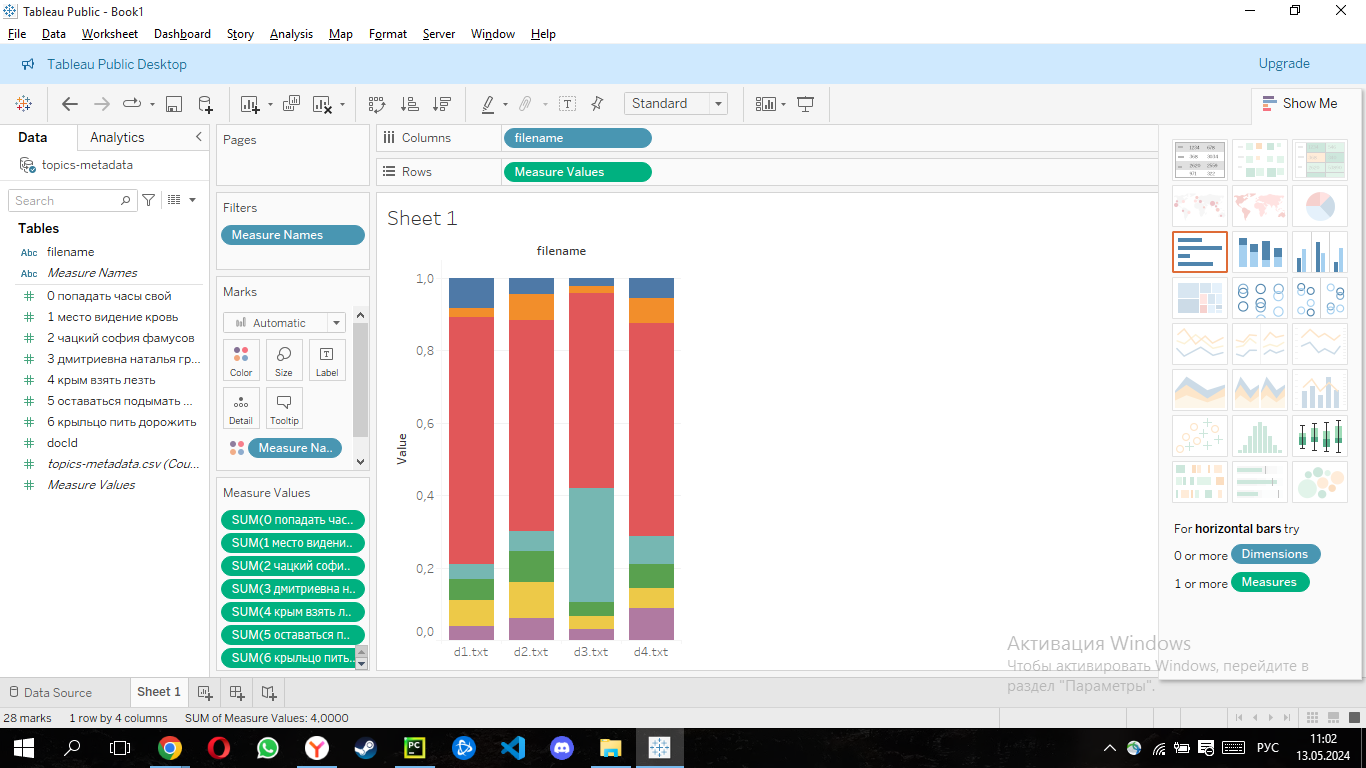 Tableau Public - Book1
File Data Worksheet Dashboard Story Analysis Map Format Server Window Help
Tableau Public Desktop
Upgrade
Standard
Show Me
Data
Analytics
topics-metadata
Search
Tables
Abc filename
Abc Measure Names
# 0 попадать часы свой
# 1 место видение кровь
# 2 чацкий софия фамусов
# 3 дмитриевна наталья гр...
# 4 крым взять лезть
# 5 оставаться подымать ...
# 6 крыльцо пить дорожить
# docId
# topics-metadata.csv (Cou...
# Measure Values
Pages
Filters
Measure Names
Marks
Automatic
Color Size Label
Detail Tooltip
Measure Na..
Measure Values
SUM(0 попадать час..
SUM(1 место видени..
SUM(2 чацкий софи..
SUM(3 дмитриевна н..
SUM(4 крым взять л..
SUM(5 оставаться п..
SUM(6 крыльцо пить..
Columns
filename
Rows
Measure Values
Sheet 1
filename
Value
1,0
0,8
0,6
0,4
0,2
0,0
d1.txt d2.txt d3.txt d4.txt
For horizontal bars try
0 or more Dimensions
1 or more Measures
Активация Windows
Чтобы активировать Windows, перейдите в
раздел "Параметры".
Data Source
Sheet 1
28 marks 1 row by 4 columns SUM of Measure Values: 4,0000
РУС
11:02
13.05.2024